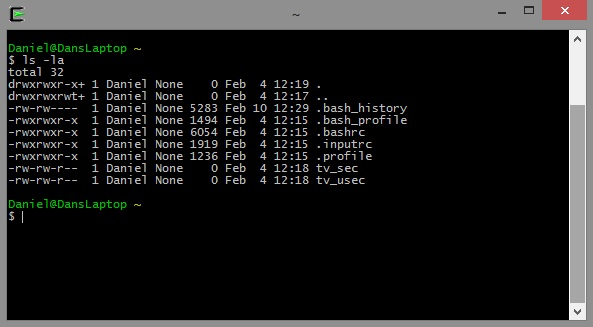 ~
Daniel@DansLaptop ~
$ ls -la
total 32
drwxrwxr-x+ 1 Daniel None    0 Feb  4 12:19 .
drwxrwxrwt+ 1 Daniel None    0 Feb  4 12:17 ..
-rw-rw----  1 Daniel None 5283 Feb 10 12:29 .bash_history
-rwxrwxr-x  1 Daniel None 1494 Feb  4 12:15 .bash_profile
-rwxrwxr-x  1 Daniel None 6054 Feb  4 12:15 .bashrc
-rwxrwxr-x  1 Daniel None 1919 Feb  4 12:15 .inputrc
-rwxrwxr-x  1 Daniel None 1236 Feb  4 12:15 .profile
-rw-rw-r--  1 Daniel None    0 Feb  4 12:18 tv_sec
-rw-rw-r--  1 Daniel None    0 Feb  4 12:18 tv_usec
Daniel@DansLaptop ~
$